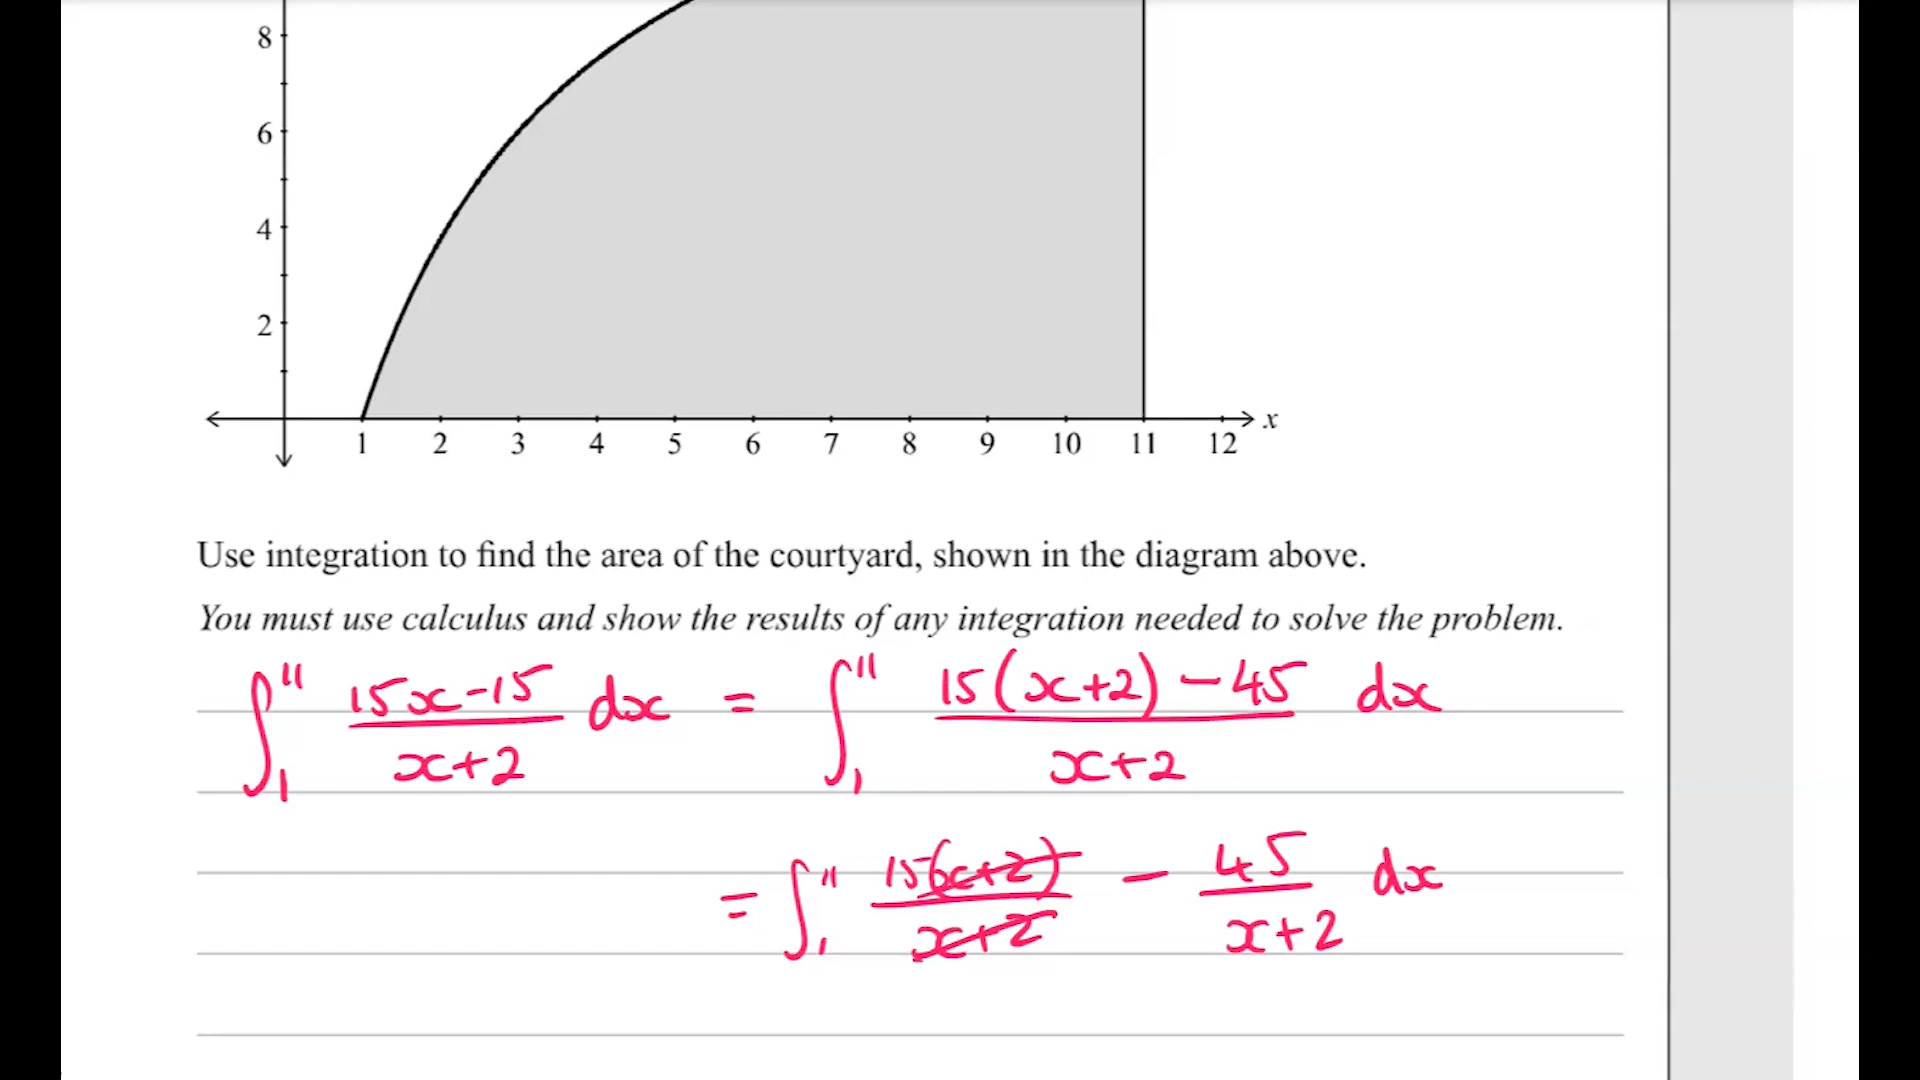 8
6
4
2
x
1 2 3 4 5 6 7 8 9 10 11 12
Use integration to find the area of the courtyard, shown in the diagram above.
You must use calculus and show the results of any integration needed to solve the problem.
∫₁¹¹ (15x-15)/(x+2) dx = ∫₁¹¹ (15(x+2)-45)/(x+2) dx
= ∫₁¹¹ 15(x+2)/(x+2) - 45/(x+2) dx